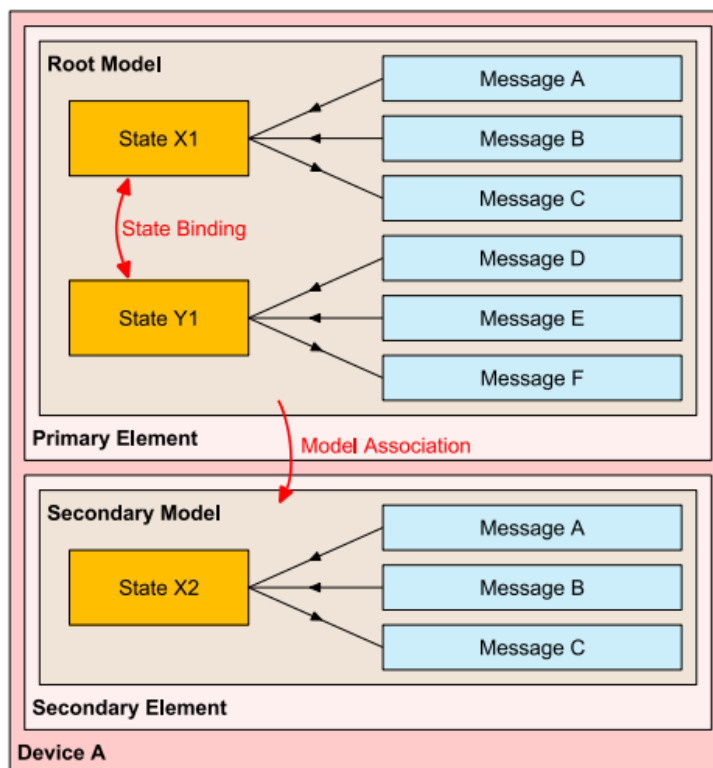 Root Model
Message A
State X1
Message B
Message C
State Binding
Message D
State Y1
Message E
Message F
Primary Element
Model Association
Secondary Model
Message A
State X2
Message B
Message C
Secondary Element
Device A